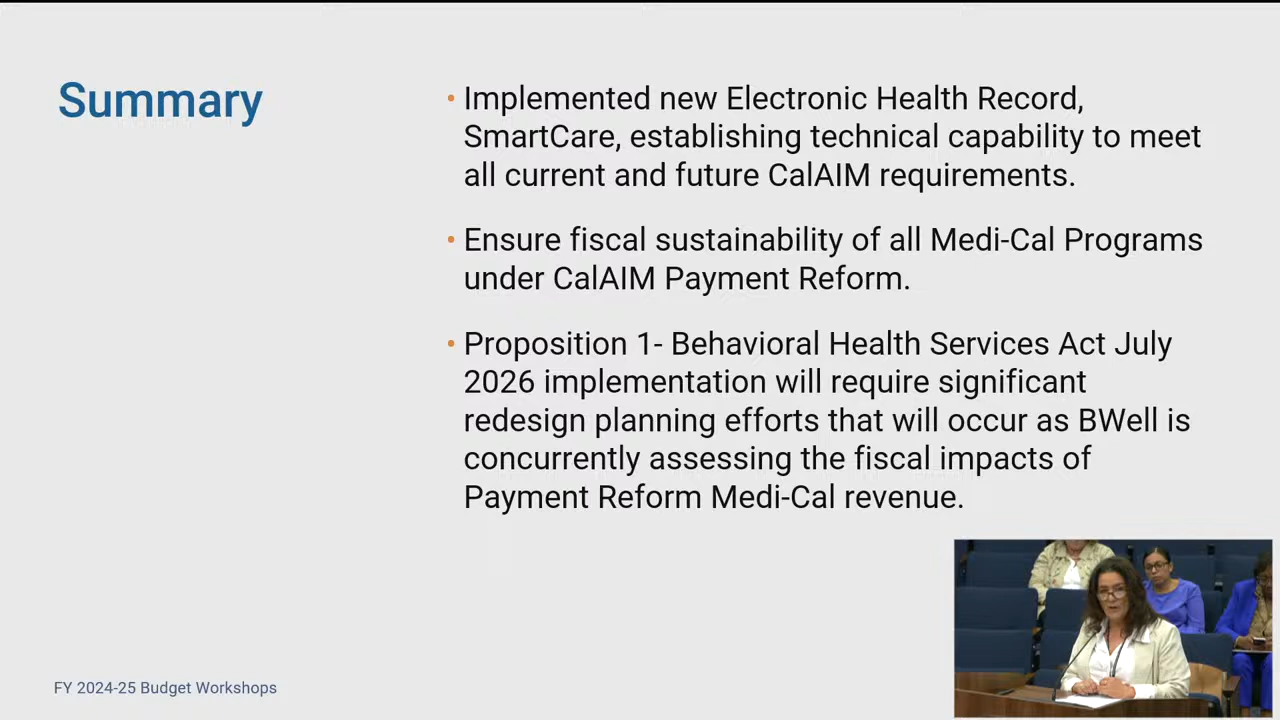 Summary
• Implemented new Electronic Health Record,
SmartCare, establishing technical capability to meet
all current and future CalAIM requirements.
• Ensure fiscal sustainability of all Medi-Cal Programs
under CalAIM Payment Reform.
• Proposition 1- Behavioral Health Services Act July
2026 implementation will require significant
redesign planning efforts that will occur as BWell is
concurrently assessing the fiscal impacts of
Payment Reform Medi-Cal revenue.
FY 2024-25 Budget Workshops